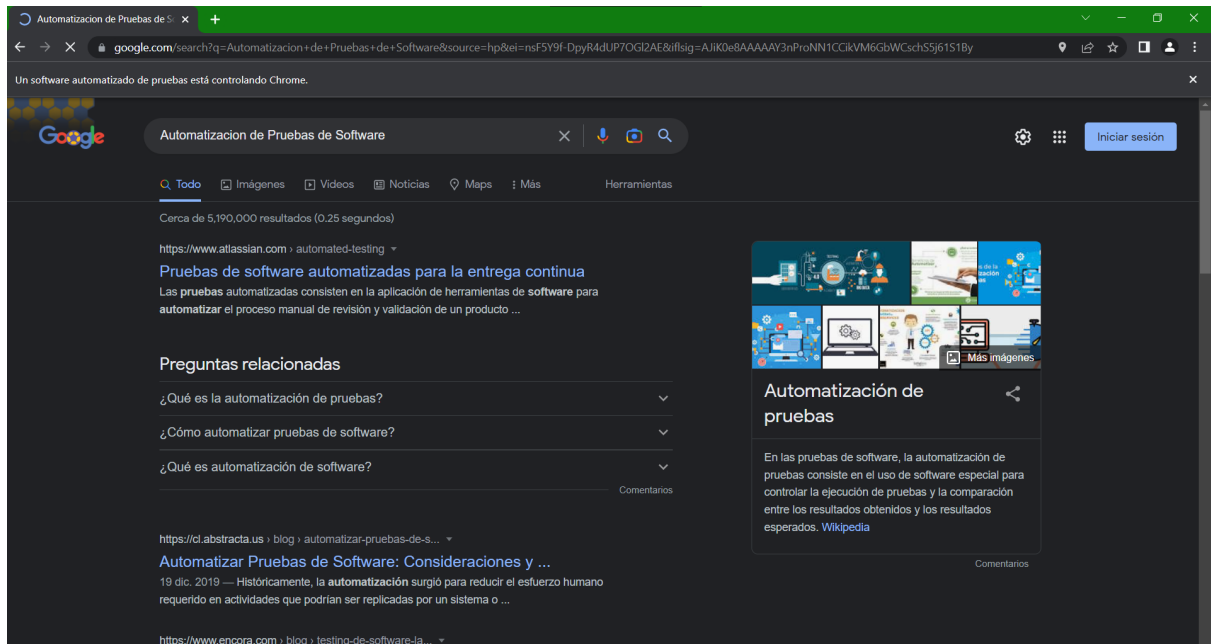 Automatizacion de Pruebas de S
google.com/search?q=Automatizacion+de+Pruebas+de+Software&source=hp&ei=nsF5Y9f-DpyR4dUP7OGl2AE&iflsig=AJiK0e8AAAAAY3nProNN1CCikVM6GbWCschS5j61S1By
Un software automatizado de pruebas está controlando Chrome.
Google
Automatizacion de Pruebas de Software
Iniciar sesión
Todo Imágenes Videos Noticias Maps Más Herramientas
Cerca de 5,190,000 resultados (0.25 segundos)
https://www.atlassian.com › automated-testing
Pruebas de software automatizadas para la entrega continua
Las pruebas automatizadas consisten en la aplicación de herramientas de software para
automatizar el proceso manual de revisión y validación de un producto ...
Preguntas relacionadas
¿Qué es la automatización de pruebas?
¿Cómo automatizar pruebas de software?
¿Qué es automatización de software?
Comentarios
https://cl.abstracta.us › blog › automatizar-pruebas-de-s...
Automatizar Pruebas de Software: Consideraciones y ...
19 dic. 2019 — Históricamente, la automatización surgió para reducir el esfuerzo humano
requerido en actividades que podrían ser replicadas por un sistema o ...
https://www.encora.com › blog › testing-de-software-la...
Más imágenes
Automatización de
pruebas
En las pruebas de software, la automatización de
pruebas consiste en el uso de software especial para
controlar la ejecución de pruebas y la comparación
entre los resultados obtenidos y los resultados
esperados. Wikipedia
Comentarios